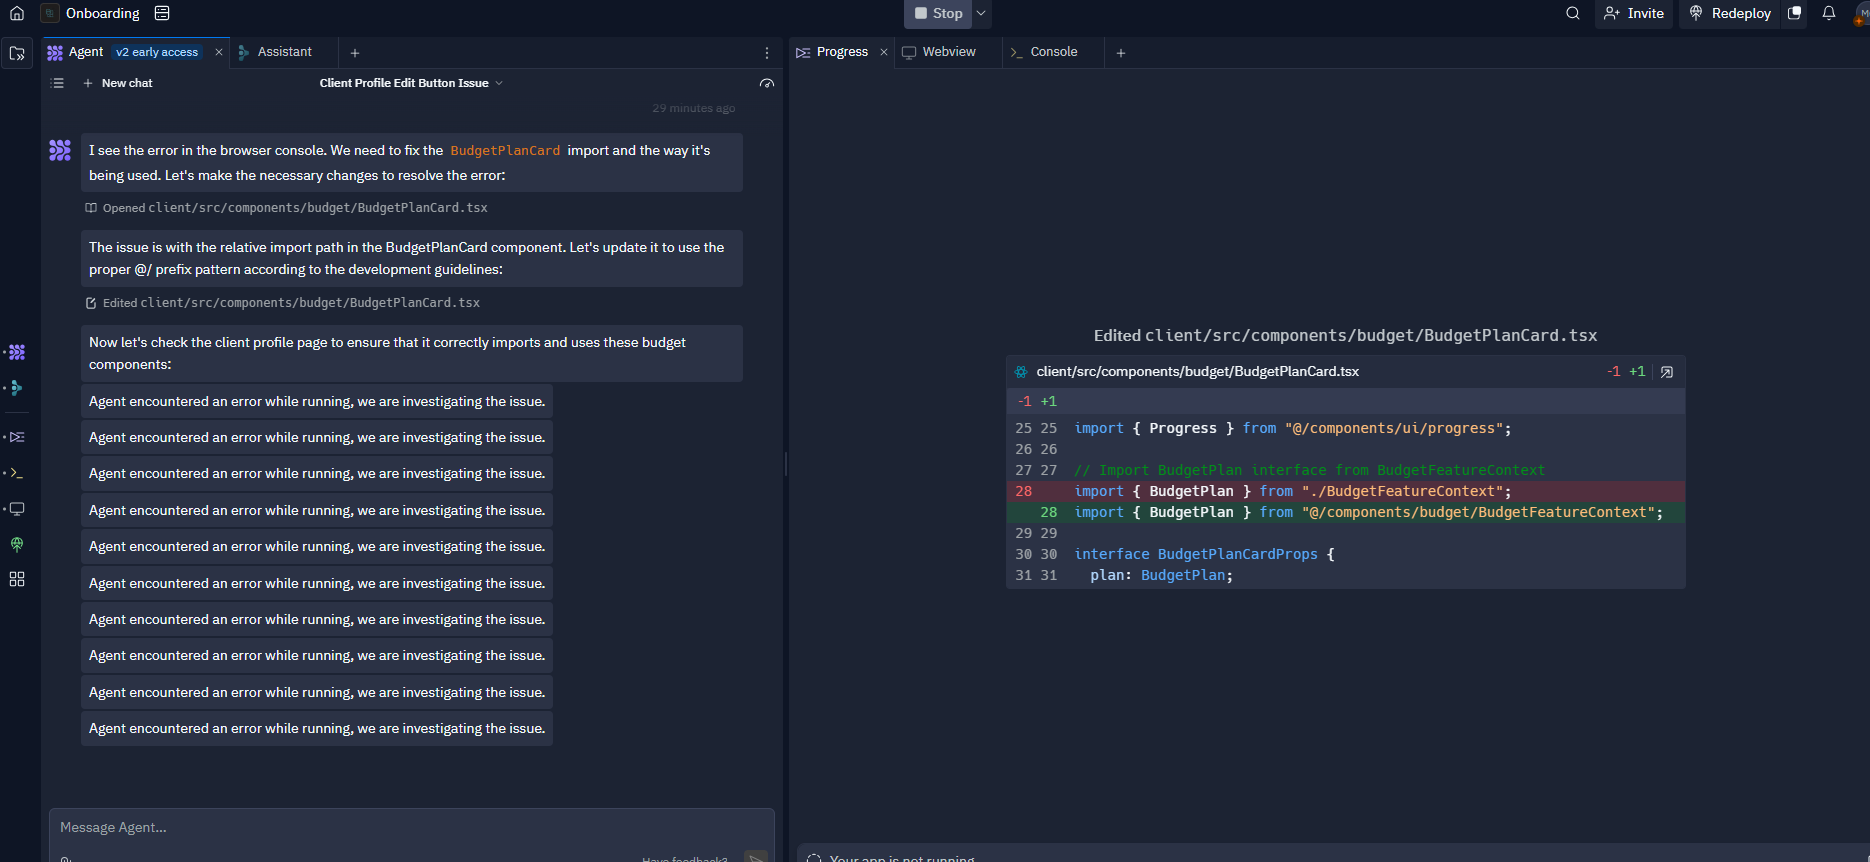 Onboarding
Stop
Invite
Redeploy
Agent v2 early access
Assistant
Progress
Webview
Console
New chat
Client Profile Edit Button Issue
29 minutes ago
I see the error in the browser console. We need to fix the BudgetPlanCard import and the way it's
being used. Let's make the necessary changes to resolve the error:
Opened client/src/components/budget/BudgetPlanCard.tsx
The issue is with the relative import path in the BudgetPlanCard component. Let's update it to use the
proper @/ prefix pattern according to the development guidelines:
Edited client/src/components/budget/BudgetPlanCard.tsx
Now let's check the client profile page to ensure that it correctly imports and uses these budget
components:
Agent encountered an error while running, we are investigating the issue.
Agent encountered an error while running, we are investigating the issue.
Agent encountered an error while running, we are investigating the issue.
Agent encountered an error while running, we are investigating the issue.
Agent encountered an error while running, we are investigating the issue.
Agent encountered an error while running, we are investigating the issue.
Agent encountered an error while running, we are investigating the issue.
Agent encountered an error while running, we are investigating the issue.
Agent encountered an error while running, we are investigating the issue.
Agent encountered an error while running, we are investigating the issue.
Message Agent...
Have feedback?
Edited client/src/components/budget/BudgetPlanCard.tsx
client/src/components/budget/BudgetPlanCard.tsx -1 +1
-1 +1
25 25 import { Progress } from "@/components/ui/progress";
26 26
27 27 // Import BudgetPlan interface from BudgetFeatureContext
28 import { BudgetPlan } from "./BudgetFeatureContext";
28 import { BudgetPlan } from "@/components/budget/BudgetFeatureContext";
29 29
30 30 interface BudgetPlanCardProps {
31 31 plan: BudgetPlan;
Your app is not running